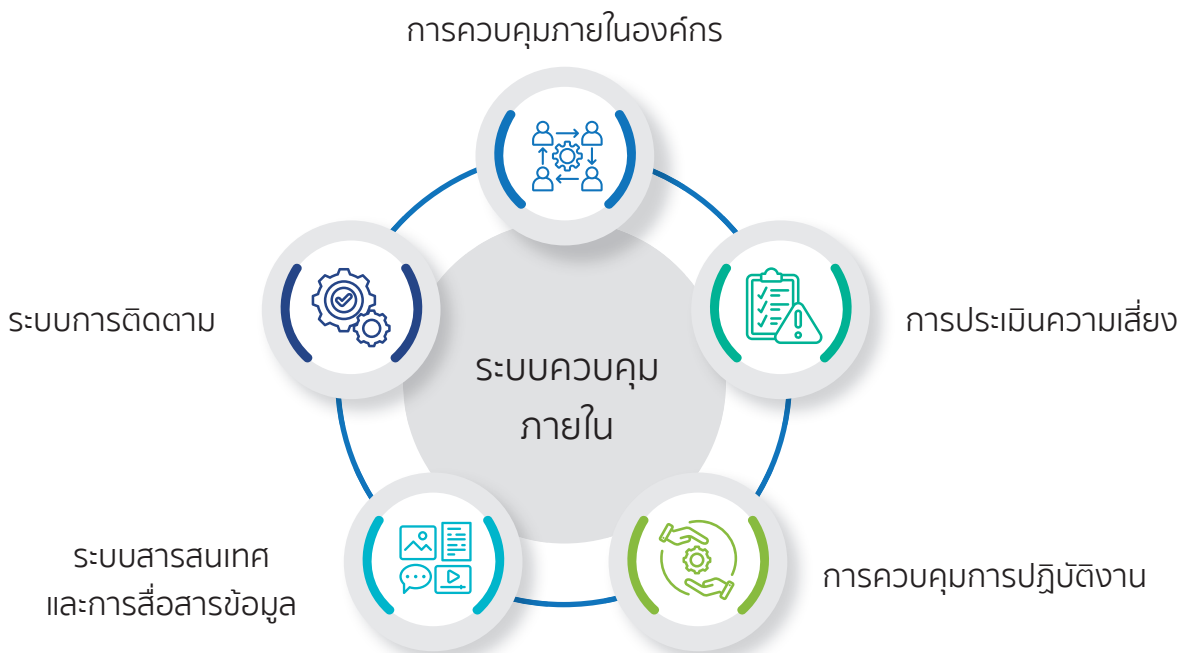 การควบคุมภายในองค์กร
ระบบการติดตาม
การประเมินความเสี่ยง
ระบบควบคุม
ภายใน
ระบบสารสนเทศ
และการสื่อสารข้อมูล
การควบคุมการปฏิบัติงาน